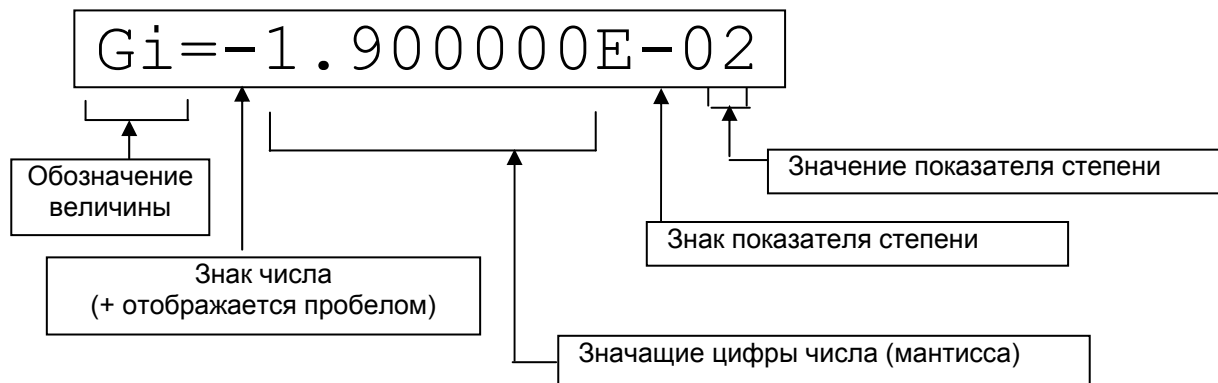 Gi=-1.900000E-02
Обозначение
величины
Значение показателя степени
Знак показателя степени
Знак числа
(+ отображается пробелом)
Значащие цифры числа (мантисса)